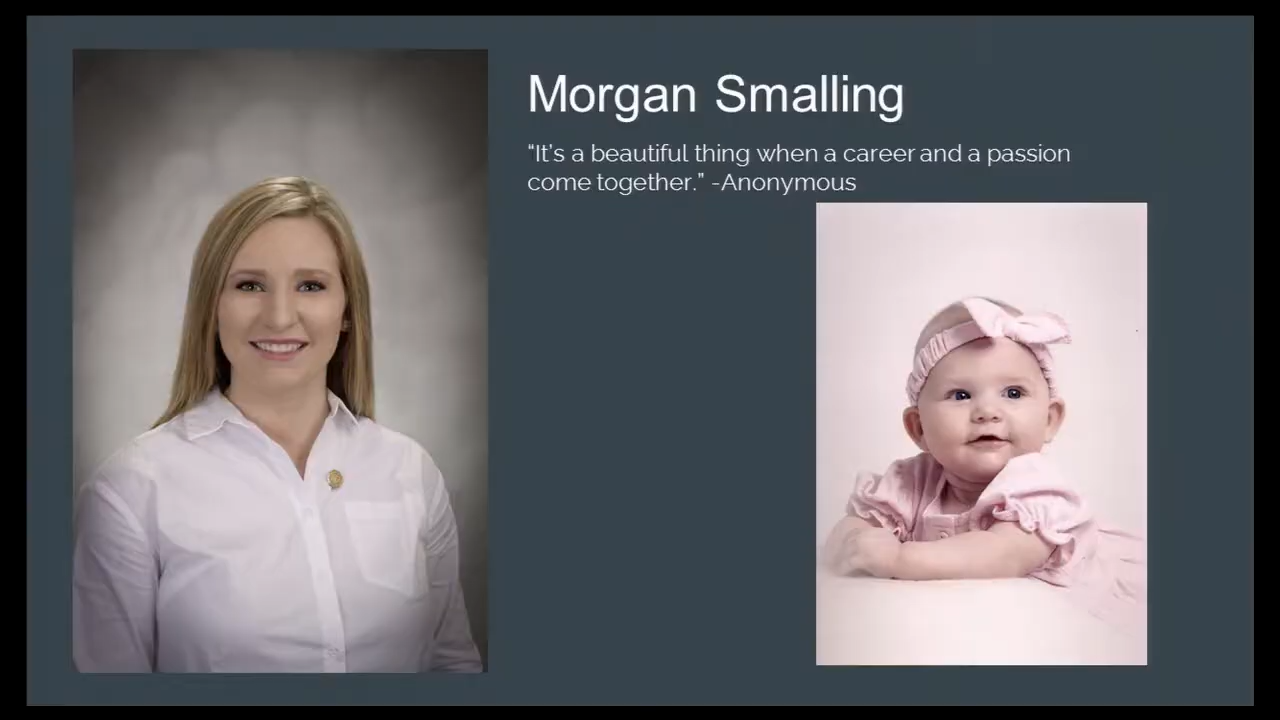 Morgan Smalling
“It’s a beautiful thing when a career and a passion
come together.” -Anonymous